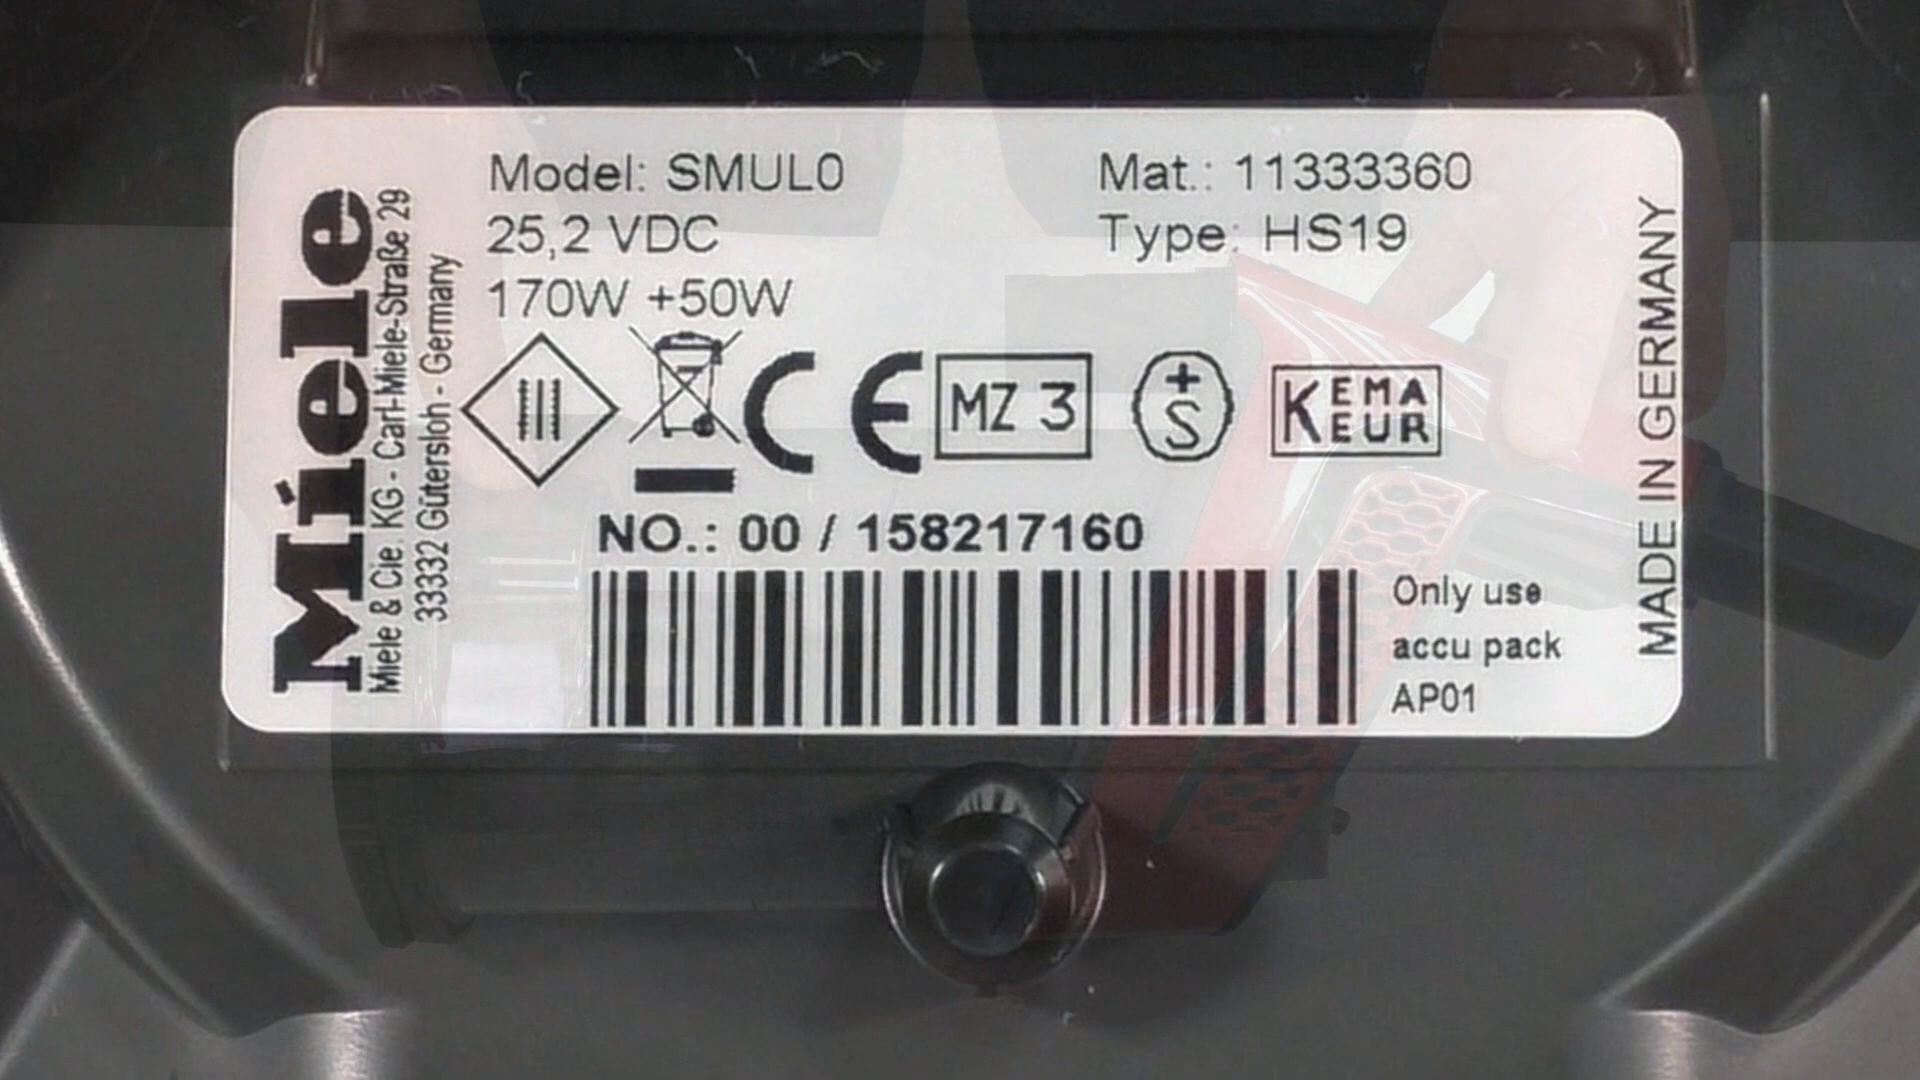 Miele
Miele & Cie. KG - Carl-Miele-Straße 29
33332 Gütersloh - Germany
Model: SMUL0
25,2 VDC
170W +50W
Mat.: 11333360
Type: HS19
CE
MZ 3
+
S
KEMA
KEUR
NO.: 00 / 158217160
Only use
accu pack
AP01
MADE IN GERMANY